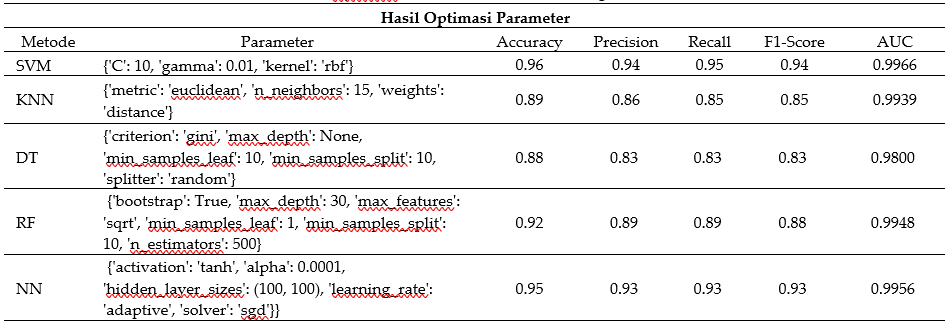 Hasil Optimasi Parameter
Metode Parameter Accuracy Precision Recall F1-Score AUC
SVM {'C': 10, 'gamma': 0.01, 'kernel': 'rbf'} 0.96 0.94 0.95 0.94 0.9966
KNN {'metric': 'euclidean', 'n_neighbors': 15, 'weights': 0.89 0.86 0.85 0.85 0.9939
'distance'}
{'criterion': 'gini', 'max_depth': None,
DT 'min_samples_leaf': 10, 'min_samples_split': 10, 0.88 0.83 0.83 0.83 0.9800
'splitter': 'random'}
{'bootstrap': True, 'max_depth': 30, 'max_features':
RF 'sqrt', 'min_samples_leaf': 1, 'min_samples_split': 0.92 0.89 0.89 0.88 0.9948
10, 'n_estimators': 500}
{'activation': 'tanh', 'alpha': 0.0001,
NN 'hidden_layer_sizes': (100, 100), 'learning_rate': 0.95 0.93 0.93 0.93 0.9956
'adaptive', 'solver': 'sgd'}}